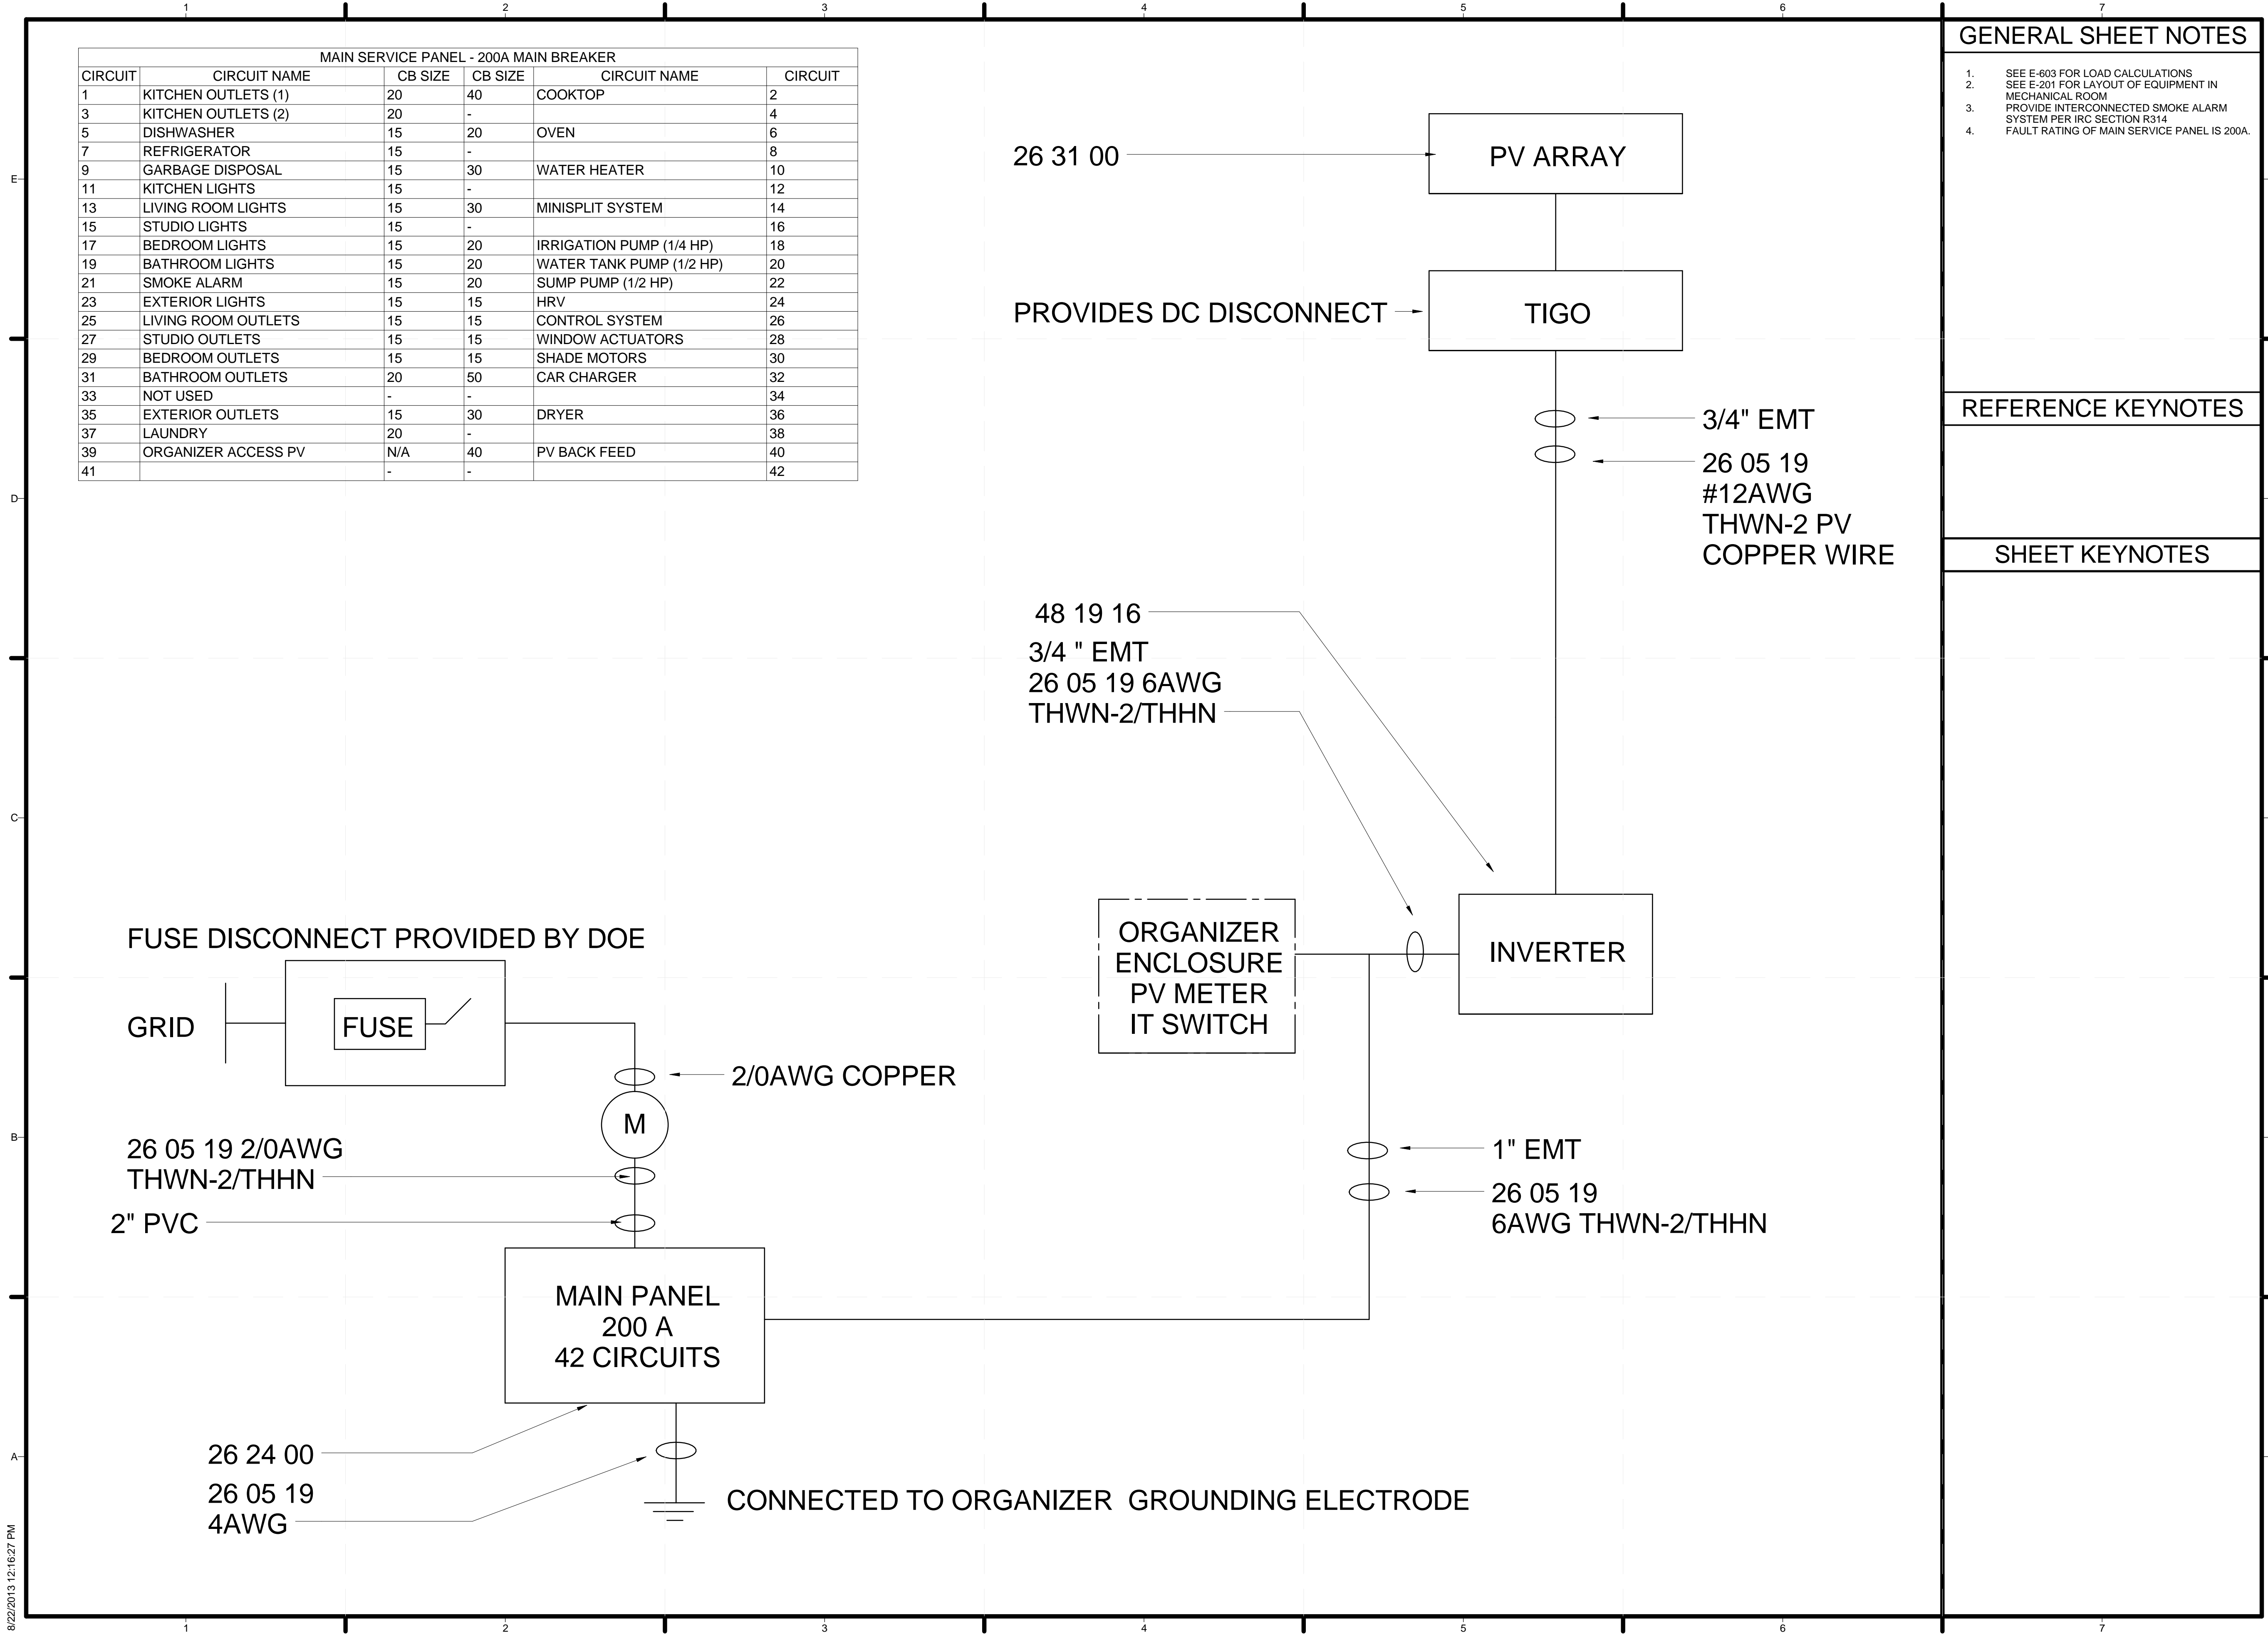 1 2 3 4 5 6 7
MAIN SERVICE PANEL - 200A MAIN BREAKER
CIRCUIT CIRCUIT NAME CB SIZE CB SIZE CIRCUIT NAME CIRCUIT
1 KITCHEN OUTLETS (1) 20 40 COOKTOP 2
3 KITCHEN OUTLETS (2) 20 - 4
5 DISHWASHER 15 20 OVEN 6
7 REFRIGERATOR 15 - 8
9 GARBAGE DISPOSAL 15 30 WATER HEATER 10
11 KITCHEN LIGHTS 15 - 12
13 LIVING ROOM LIGHTS 15 30 MINISPLIT SYSTEM 14
15 STUDIO LIGHTS 15 - 16
17 BEDROOM LIGHTS 15 20 IRRIGATION PUMP (1/4 HP) 18
19 BATHROOM LIGHTS 15 20 WATER TANK PUMP (1/2 HP) 20
21 SMOKE ALARM 15 20 SUMP PUMP (1/2 HP) 22
23 EXTERIOR LIGHTS 15 15 HRV 24
25 LIVING ROOM OUTLETS 15 15 CONTROL SYSTEM 26
27 STUDIO OUTLETS 15 15 WINDOW ACTUATORS 28
29 BEDROOM OUTLETS 15 15 SHADE MOTORS 30
31 BATHROOM OUTLETS 20 50 CAR CHARGER 32
33 NOT USED - - 34
35 EXTERIOR OUTLETS 15 30 DRYER 36
37 LAUNDRY 20 - 38
39 ORGANIZER ACCESS PV N/A 40 PV BACK FEED 40
41 - - 42
26 31 00
PV ARRAY
PROVIDES DC DISCONNECT
TIGO
3/4" EMT
26 05 19
#12AWG
THWN-2 PV
COPPER WIRE
48 19 16
3/4 " EMT
26 05 19 6AWG
THWN-2/THHN
ORGANIZER
ENCLOSURE
PV METER
IT SWITCH
INVERTER
FUSE DISCONNECT PROVIDED BY DOE
GRID
FUSE
2/0AWG COPPER
M
26 05 19 2/0AWG
THWN-2/THHN
2" PVC
1" EMT
26 05 19
6AWG THWN-2/THHN
MAIN PANEL
200 A
42 CIRCUITS
26 24 00
26 05 19
4AWG
CONNECTED TO ORGANIZER GROUNDING ELECTRODE
GENERAL SHEET NOTES
1. SEE E-603 FOR LOAD CALCULATIONS
2. SEE E-201 FOR LAYOUT OF EQUIPMENT IN
MECHANICAL ROOM
3. PROVIDE INTERCONNECTED SMOKE ALARM
SYSTEM PER IRC SECTION R314
4. FAULT RATING OF MAIN SERVICE PANEL IS 200A.
REFERENCE KEYNOTES
SHEET KEYNOTES
E
D
C
B
A
8/22/2013 12:16:27 PM
1 2 3 4 5 6 7